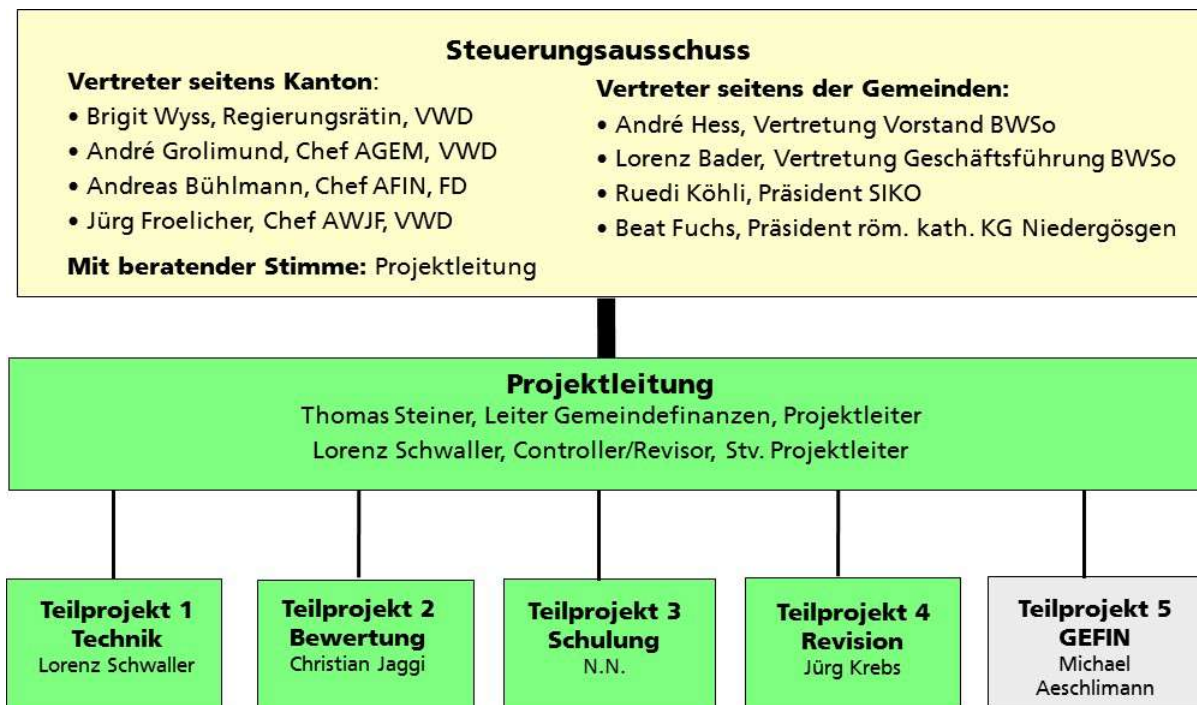 Steuerungsausschuss
Vertreter seitens Kanton:
• Brigit Wyss, Regierungsrätin, VWD
• André Grolimund, Chef AGEM, VWD
• Andreas Bühlmann, Chef AFIN, FD
• Jürg Froelicher, Chef AWJF, VWD
Mit beratender Stimme: Projektleitung
Vertreter seitens der Gemeinden:
• André Hess, Vertretung Vorstand BWSo
• Lorenz Bader, Vertretung Geschäftsführung BWSo
• Ruedi Köhli, Präsident SIKO
• Beat Fuchs, Präsident röm. kath. KG Niedergösgen
Projektleitung
Thomas Steiner, Leiter Gemeindefinanzen, Projektleiter
Lorenz Schwaller, Controller/Revisor, Stv. Projektleiter
Teilprojekt 1
Technik
Lorenz Schwaller
Teilprojekt 2
Bewertung
Christian Jaggi
Teilprojekt 3
Schulung
N.N.
Teilprojekt 4
Revision
Jürg Krebs
Teilprojekt 5
GEFIN
Michael
Aeschlimann